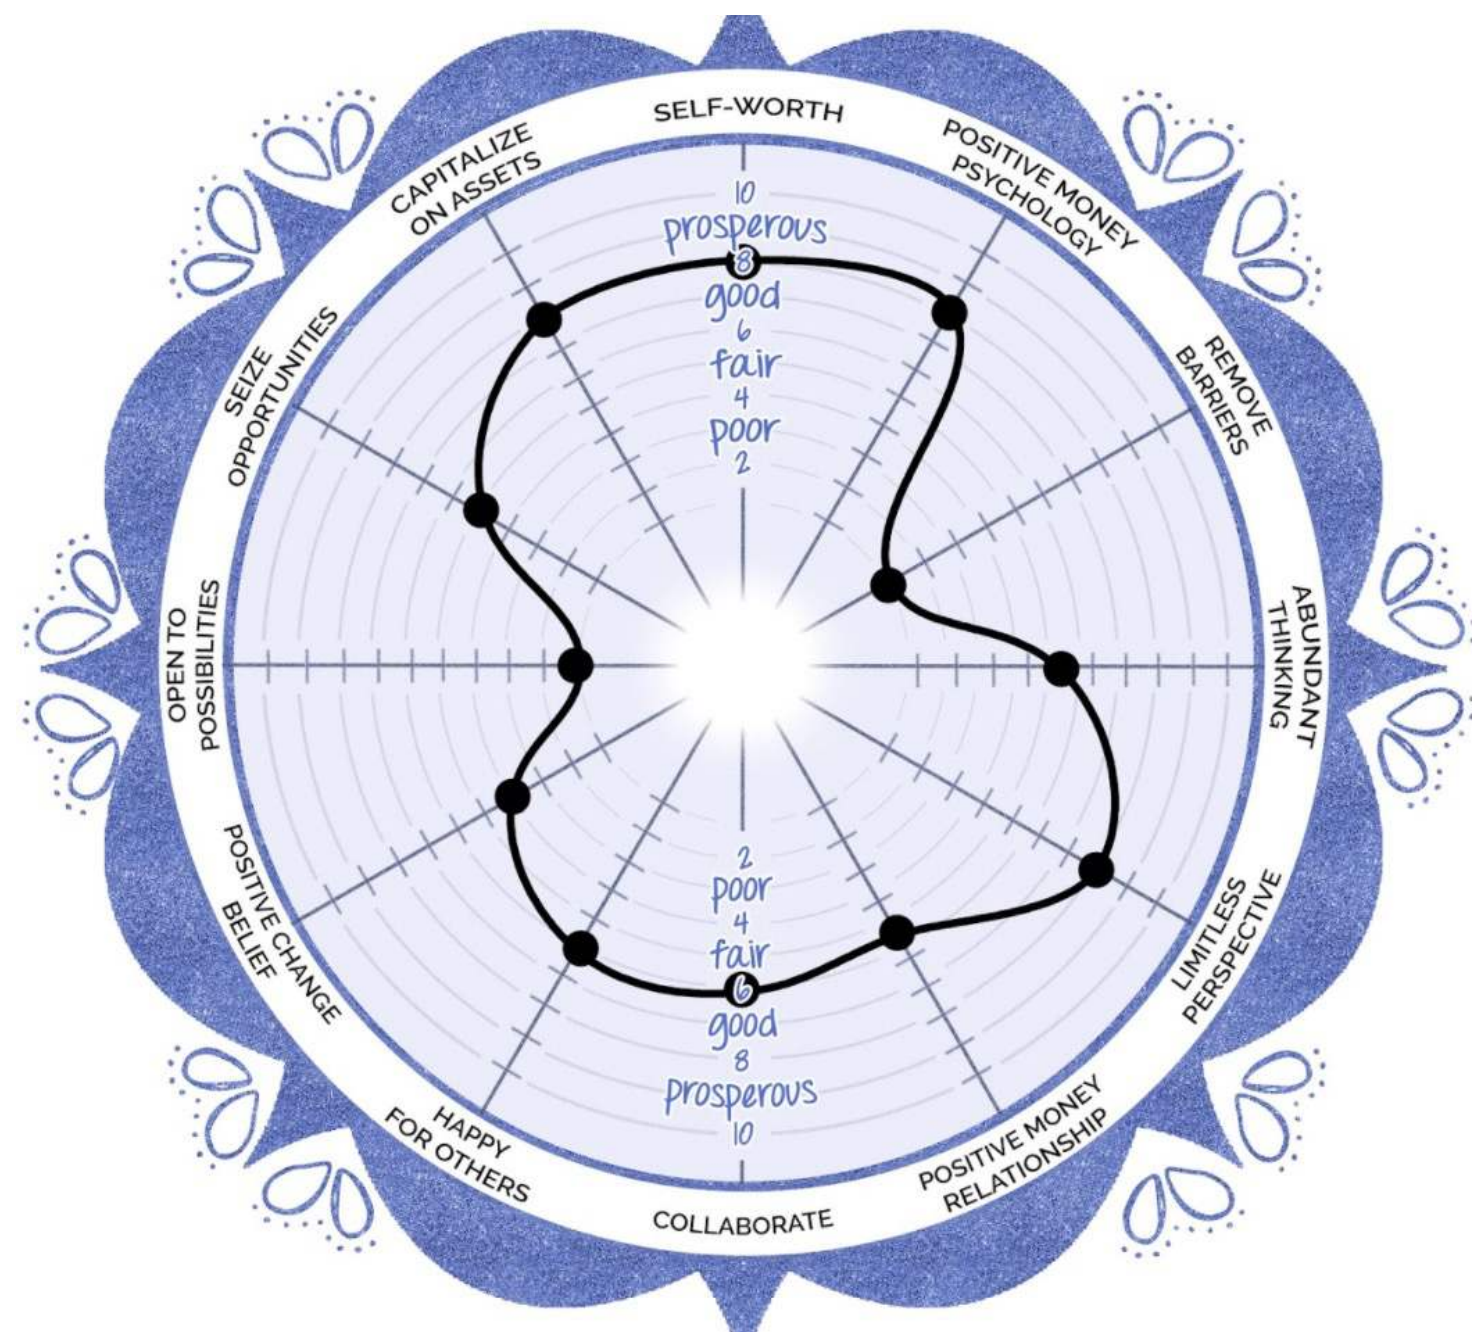 SELF-WORTH
POSITIVE MONEY
PSYCHOLOGY
REMOVE
BARRIERS
ABUNDANT
THINKING
LIMITLESS
PERSPECTIVE
POSITIVE MONEY
RELATIONSHIP
COLLABORATE
HAPPY
FOR OTHERS
POSITIVE CHANGE
BELIEF
OPEN TO
POSSIBILITIES
SEIZE
OPPORTUNITIES
CAPITALIZE
ON ASSETS
10
prosperous
8
good
6
fair
4
poor
2
2
poor
4
fair
6
good
8
prosperous
10